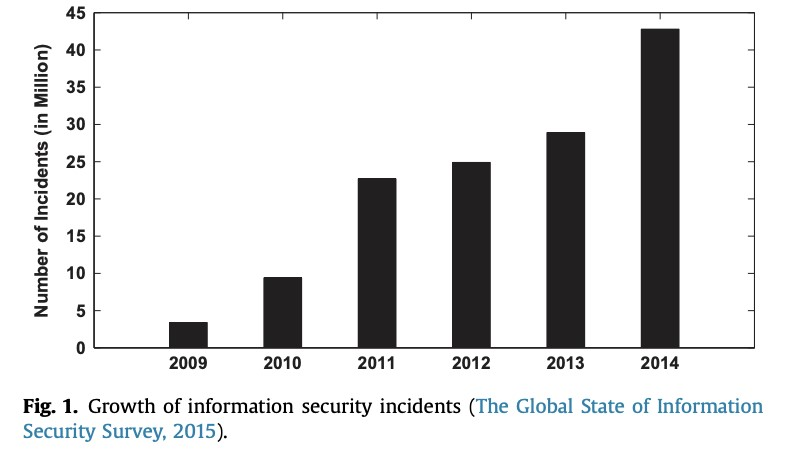 45
40
35
30
25
20
15
10
5
0
Number of Incidents (in Million)
2009 2010 2011 2012 2013 2014
Fig. 1. Growth of information security incidents (The Global State of Information
Security Survey, 2015).